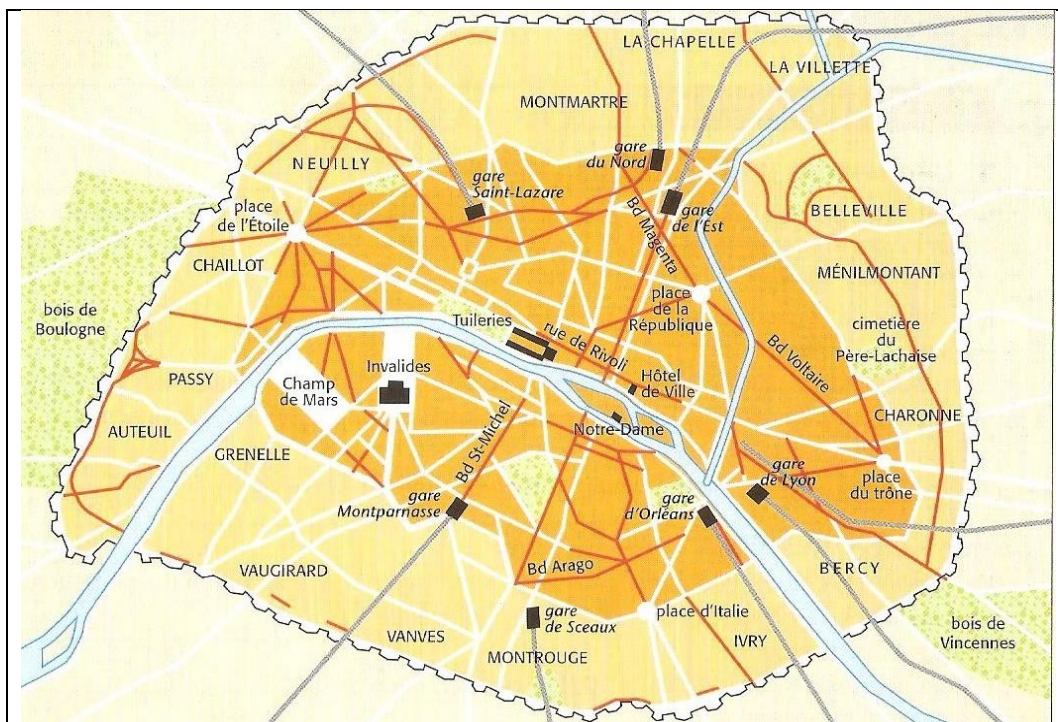 LA CHAPELLE
LA VILLETTE
MONTMARTRE
NEUILLY
gare
du Nord
gare
Saint-Lazare
gare
de l'Est
Bd Magenta
BELLEVILLE
place
de l'Étoile
CHAILLOT
MÉNILMONTANT
bois de
Boulogne
place
de la
République
Tuileries
rue de Rivoli
cimetière
du
Père-Lachaise
Bd Voltaire
Invalides
PASSY
Champ
de Mars
Hôtel
de Ville
CHARONNE
AUTEUIL
Notre-Dame
GRENELLE
Bd St-Michel
gare
de Lyon
place
du trône
gare
Montparnasse
gare
d'Orléans
VAUGIRARD
Bd Arago
BERCY
gare
de Sceaux
place d'Italie
bois de
Vincennes
VANVES
IVRY
MONTROUGE